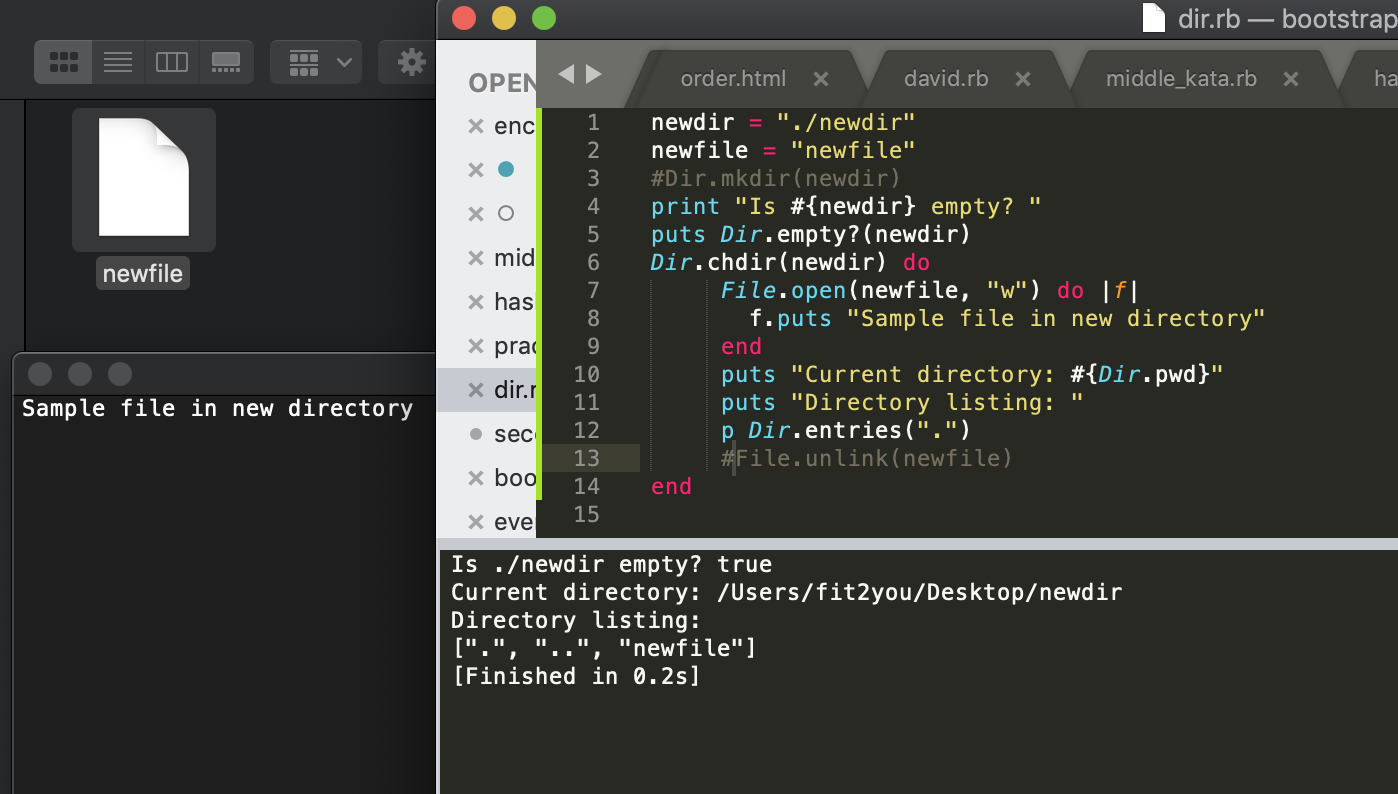 newfile
Sample file in new directory
dir.rb — bootstrap
OPEN
enc
mid
has
prac
dir.r
sec
boo
eve
order.html
david.rb
middle_kata.rb
ha
1 newdir = "./newdir"
2 newfile = "newfile"
3 #Dir.mkdir(newdir)
4 print "Is #{newdir} empty? "
5 puts Dir.empty?(newdir)
6 Dir.chdir(newdir) do
7 File.open(newfile, "w") do |f|
8 f.puts "Sample file in new directory"
9 end
10 puts "Current directory: #{Dir.pwd}"
11 puts "Directory listing: "
12 p Dir.entries(".")
13 #File.unlink(newfile)
14 end
15
Is ./newdir empty? true
Current directory: /Users/fit2you/Desktop/newdir
Directory listing:
[".", "..", "newfile"]
[Finished in 0.2s]